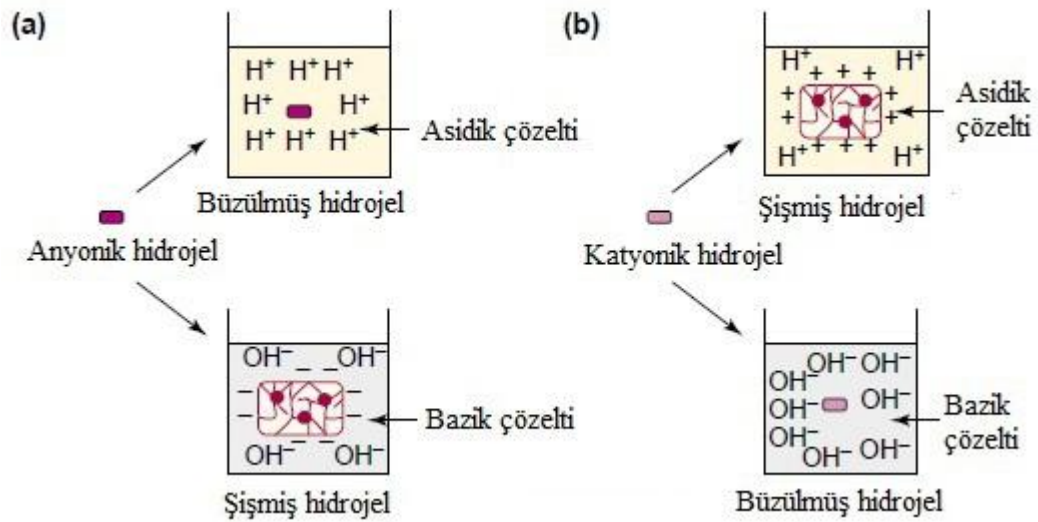 (a)
H+ H+ H+
H+ H+
H+ H+ H+
Asidik çözelti
Büzülmüş hidrojel
Anyonik hidrojel
OH− OH−
− −
− −
− −
− −
OH− OH−
Bazik çözelti
Şişmiş hidrojel
(b)
H+ H+
+ + +
+ +
+ +
+ + +
H+ H+
Asidik
çözelti
Şişmiş hidrojel
Katyonik hidrojel
OH− OH−
OH−
OH− OH−
OH−
OH− OH−
Bazik
çözelti
Büzülmüş hidrojel